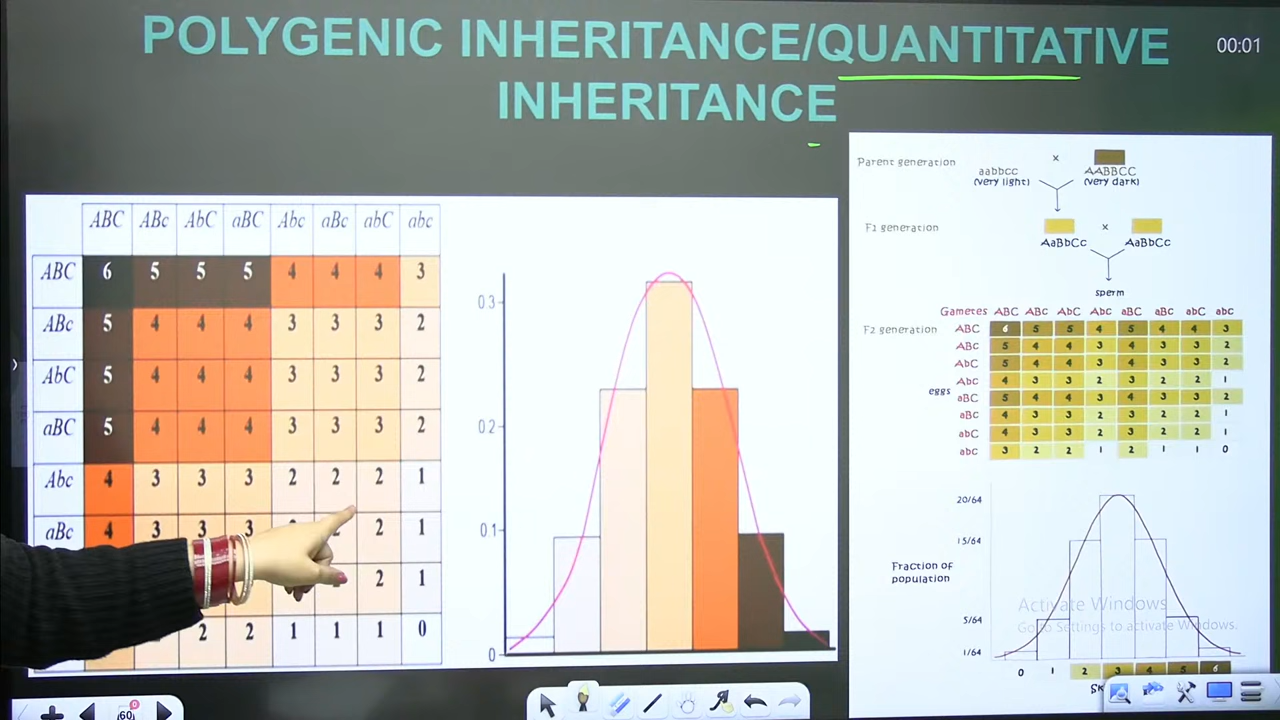 POLYGENIC INHERITANCE/QUANTITATIVE
INHERITANCE
00:01
ABC ABc AbC aBC Abc aBc abC abc
ABC 6 5 5 5 4 4 4 3
ABc 5 4 4 4 3 3 3 2
AbC 5 4 4 4 3 3 3 2
aBC 5 4 4 4 3 3 3 2
Abc 4 3 3 3 2 2 2 1
aBc 4 3 3 3 2 1
2 1
2 2 1 1 1 0
0.3
0.2
0.1
0
Parent generation
x
aabbcc
(very light)
AABBCC
(very dark)
F1 generation
x
AaBbCc
AaBbCc
sperm
Gametes ABC ABc AbC Abc aBC aBc abC abc
F2 generation
eggs
ABC 6 5 5 4 5 4 4 3
ABc 5 4 4 3 4 3 3 2
AbC 5 4 4 3 4 3 3 2
Abc 4 3 3 2 3 2 2 1
aBC 5 4 4 3 4 3 3 2
aBc 4 3 3 2 3 2 2 1
abC 4 3 3 2 3 2 2 1
abc 3 2 2 1 2 1 1 0
20/64
15/64
Fraction of
population
5/64
1/64
0 1 2 3 4 5 6
Activate Windows
Go to Settings to activate Windows.
60